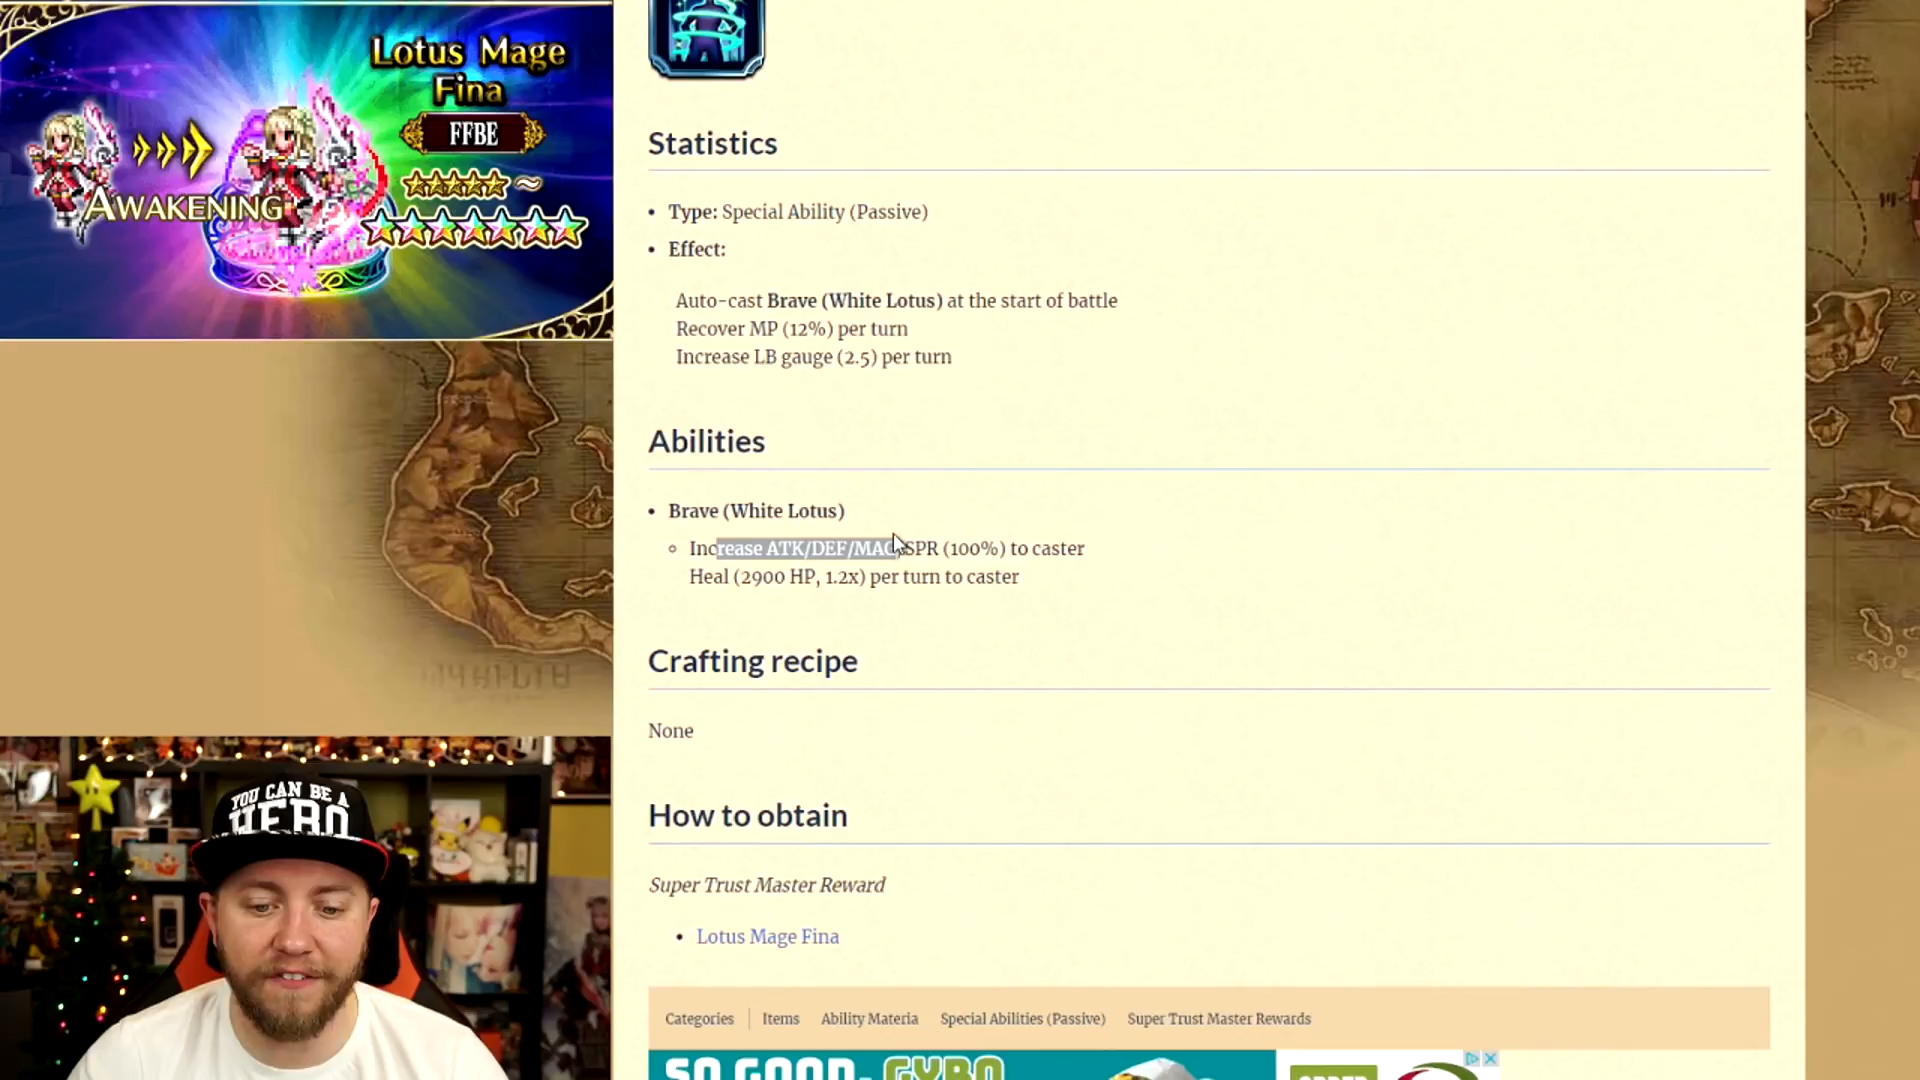 Lotus Mage
Fina
FFBE
AWAKENING
Statistics
• Type: Special Ability (Passive)
• Effect:
Auto-cast Brave (White Lotus) at the start of battle
Recover MP (12%) per turn
Increase LB gauge (2.5) per turn
Abilities
• Brave (White Lotus)
Increase ATK/DEF/MAG/SPR (100%) to caster
Heal (2900 HP, 1.2x) per turn to caster
Crafting recipe
None
How to obtain
Super Trust Master Reward
• Lotus Mage Fina
Categories Items Ability Materia Special Abilities (Passive) Super Trust Master Rewards
SO GOOD. GYRO
ORDER
YOU CAN BE A
HERO